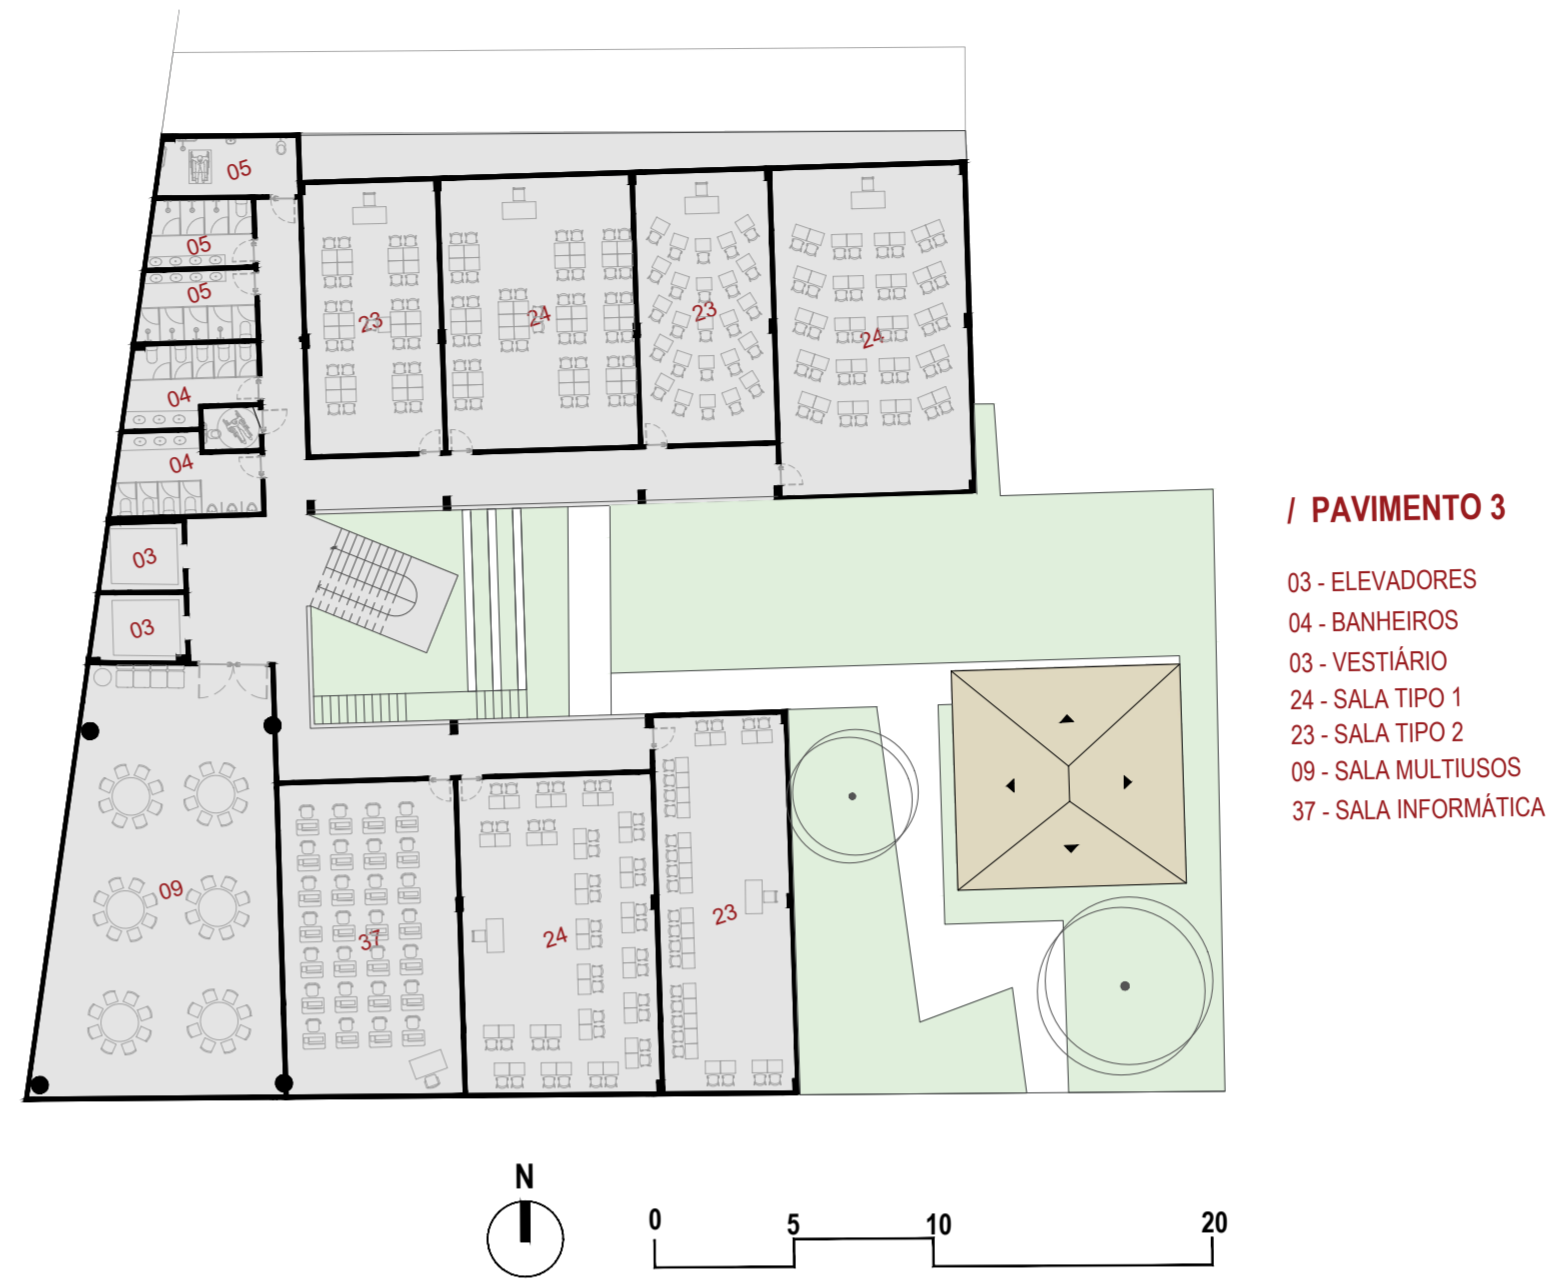 05
05
05
04
04
03
03
23
24
23
24
/ PAVIMENTO 3
03 - ELEVADORES
04 - BANHEIROS
03 - VESTIÁRIO
24 - SALA TIPO 1
23 - SALA TIPO 2
09 - SALA MULTIUSOS
37 - SALA INFORMÁTICA
09
37
24
23
N
0 5 10 20